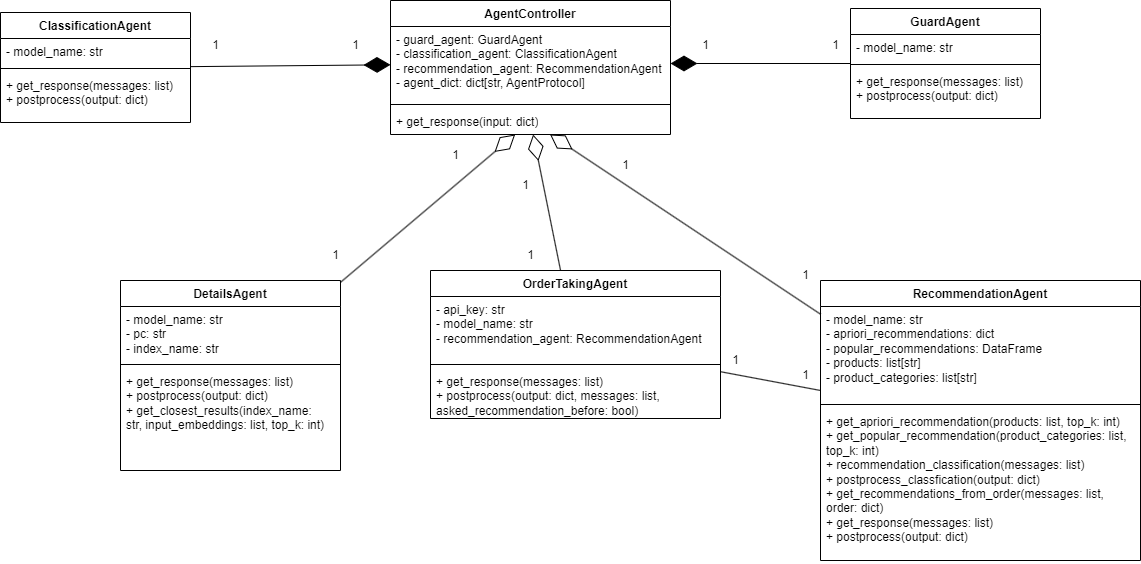 ClassificationAgent
- model_name: str
+ get_response(messages: list)
+ postprocess(output: dict)
1
1
AgentController
- guard_agent: GuardAgent
- classification_agent: ClassificationAgent
- recommendation_agent: RecommendationAgent
- agent_dict: dict[str, AgentProtocol]
+ get_response(input: dict)
1
1
GuardAgent
- model_name: str
+ get_response(messages: list)
+ postprocess(output: dict)
1
1
1
1
1
1
DetailsAgent
- model_name: str
- pc: str
- index_name: str
+ get_response(messages: list)
+ postprocess(output: dict)
+ get_closest_results(index_name:
str, input_embeddings: list, top_k: int)
OrderTakingAgent
- api_key: str
- model_name: str
- recommendation_agent: RecommendationAgent
+ get_response(messages: list)
+ postprocess(output: dict, messages: list,
asked_recommendation_before: bool)
1
1
RecommendationAgent
- model_name: str
- apriori_recommendations: dict
- popular_recommendations: DataFrame
- products: list[str]
- product_categories: list[str]
+ get_apriori_recommendation(products: list, top_k: int)
+ get_popular_recommendation(product_categories: list,
top_k: int)
+ recommendation_classification(messages: list)
+ postprocess_classfication(output: dict)
+ get_recommendations_from_order(messages: list,
order: dict)
+ get_response(messages: list)
+ postprocess(output: dict)